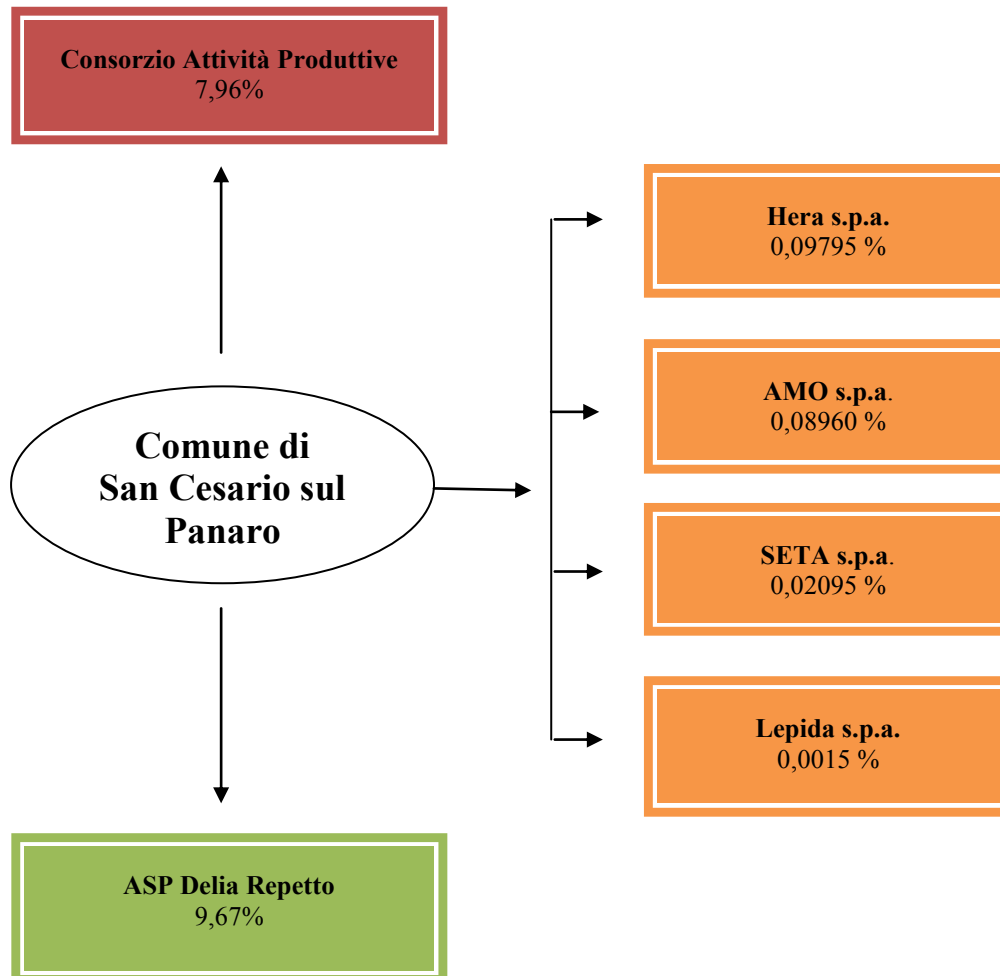 Consorzio Attività Produttive
7,96%
Hera s.p.a.
0,09795 %
AMO s.p.a.
0,08960 %
Comune di
San Cesario sul
Panaro
SETA s.p.a.
0,02095 %
Lepida s.p.a.
0,0015 %
ASP Delia Repetto
9,67%